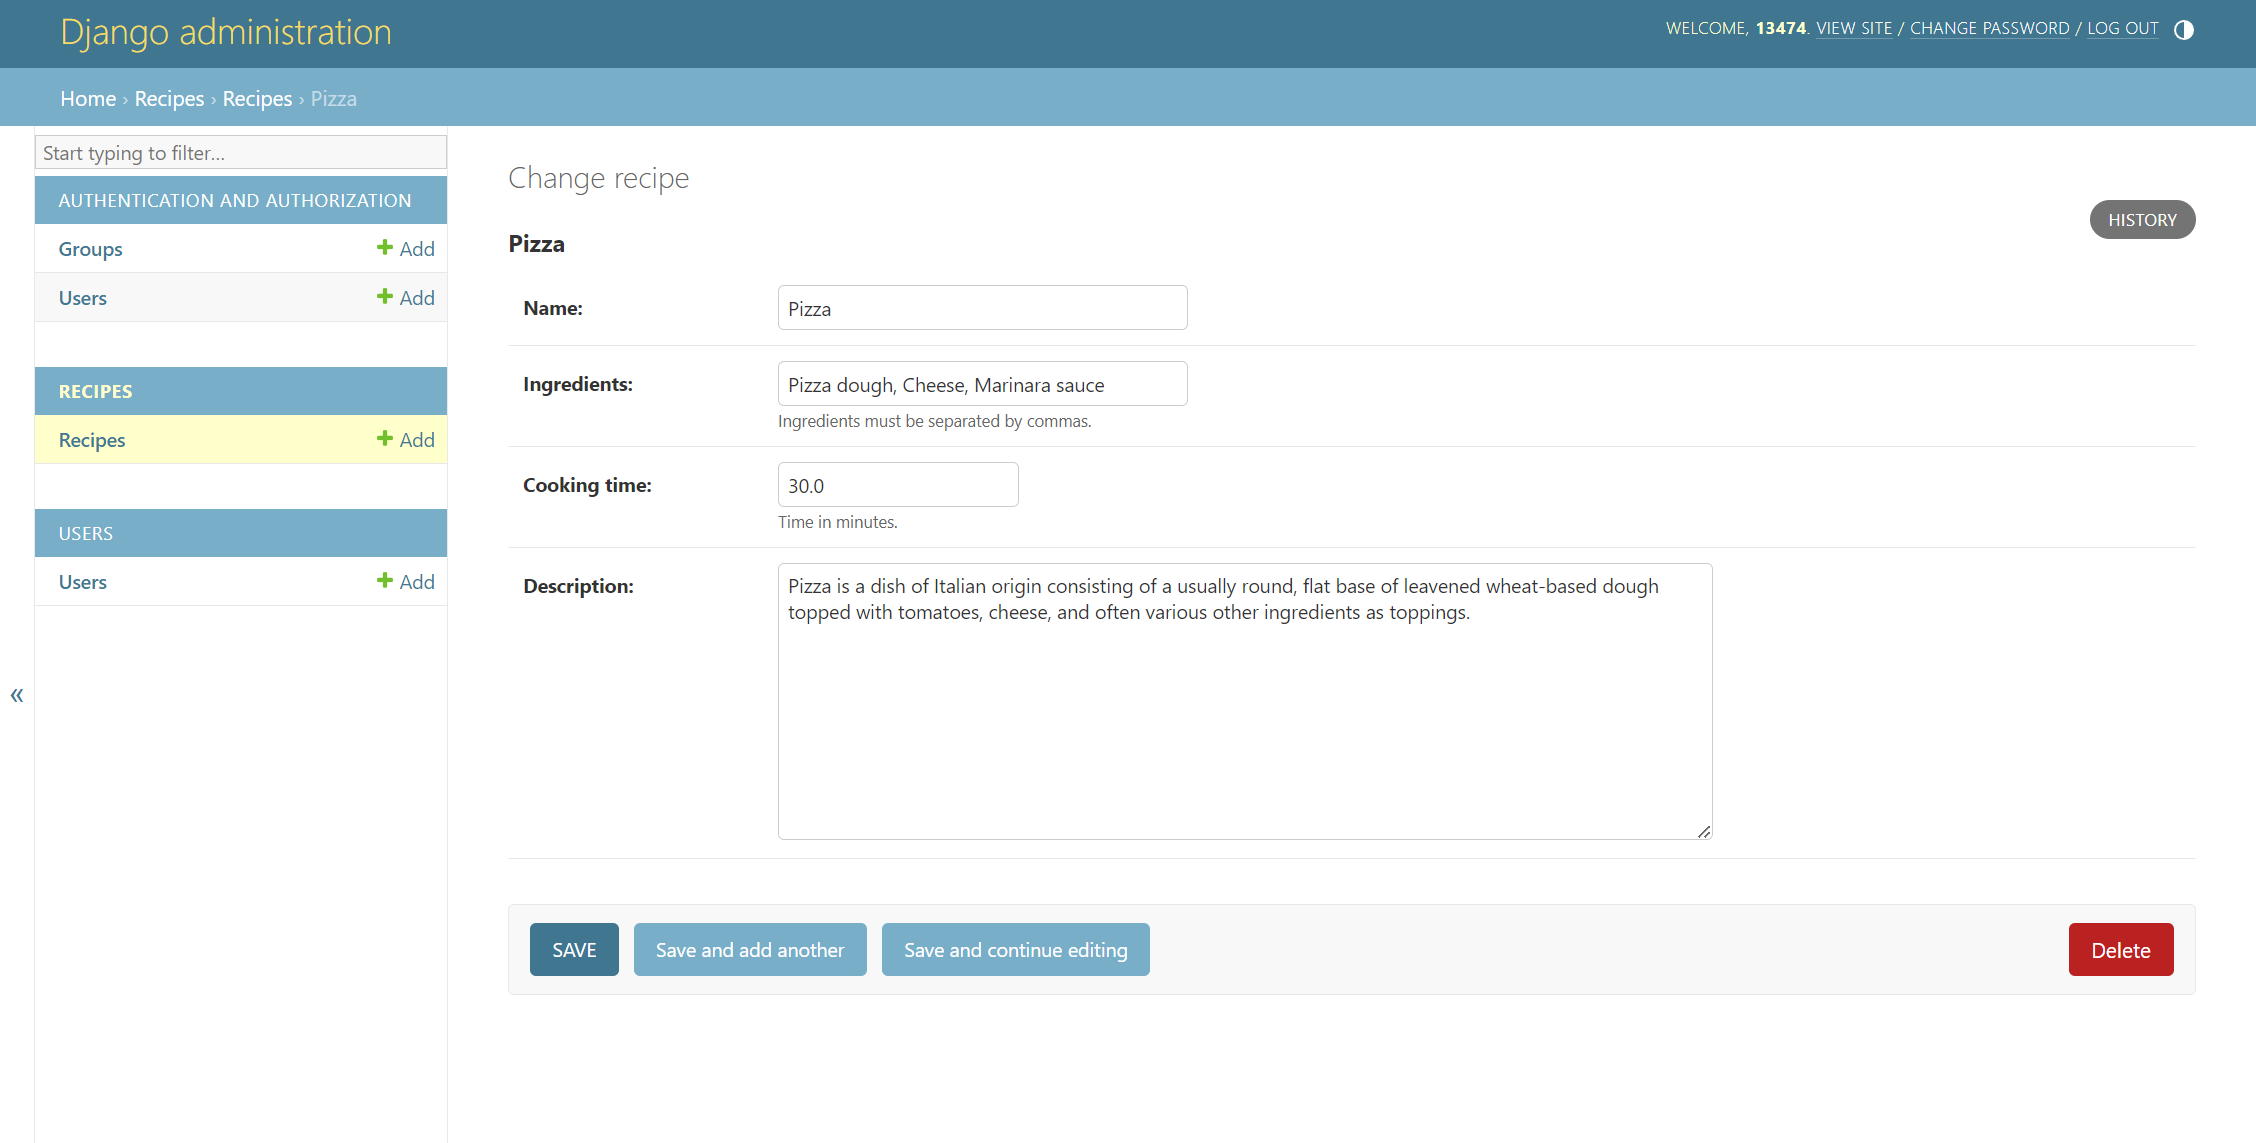 Django administration
WELCOME, 13474. VIEW SITE / CHANGE PASSWORD / LOG OUT
Home › Recipes › Recipes › Pizza
Start typing to filter...
AUTHENTICATION AND AUTHORIZATION
Groups Add
Users Add
RECIPES
Recipes Add
USERS
Users Add
«
Change recipe
HISTORY
Pizza
Name: Pizza
Ingredients: Pizza dough, Cheese, Marinara sauce
Ingredients must be separated by commas.
Cooking time: 30.0
Time in minutes.
Description: Pizza is a dish of Italian origin consisting of a usually round, flat base of leavened wheat-based dough
topped with tomatoes, cheese, and often various other ingredients as toppings.
SAVE Save and add another Save and continue editing Delete